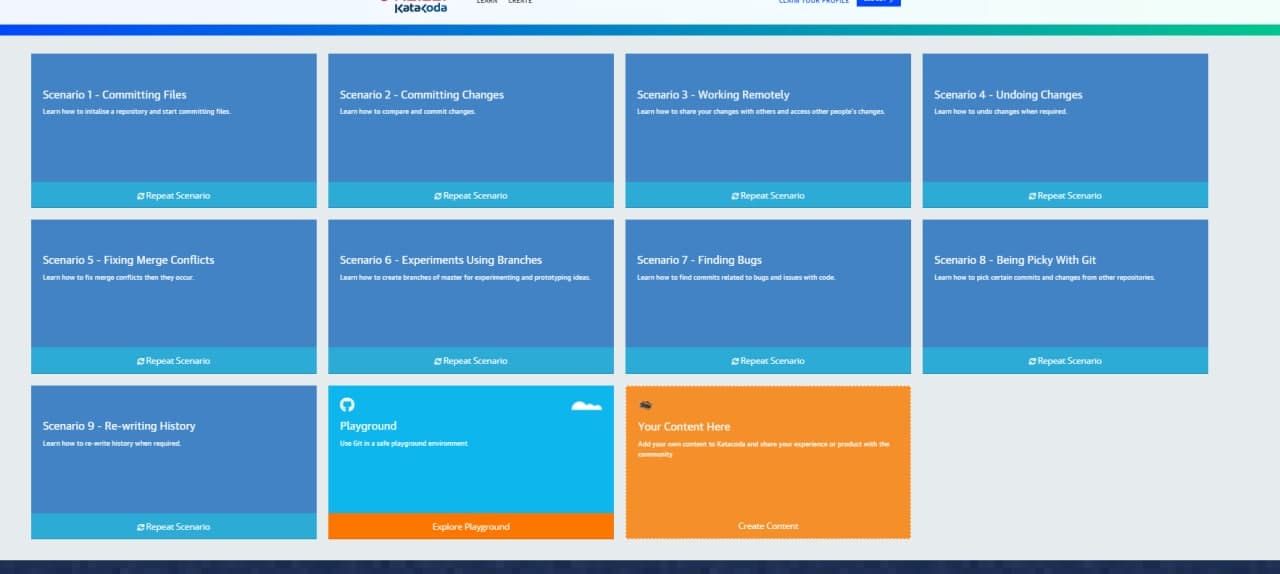 Katacoda
LEARN CREATE
CLAIM YOUR PROFILE
Scenario 1 - Committing Files
Learn how to initalise a repository and start committing files.
Repeat Scenario
Scenario 2 - Committing Changes
Learn how to compare and commit changes.
Repeat Scenario
Scenario 3 - Working Remotely
Learn how to share your changes with others and access other people's changes.
Repeat Scenario
Scenario 4 - Undoing Changes
Learn how to undo changes when required.
Repeat Scenario
Scenario 5 - Fixing Merge Conflicts
Learn how to fix merge conflicts then they occur.
Repeat Scenario
Scenario 6 - Experiments Using Branches
Learn how to create branches of master for experimenting and prototyping ideas.
Repeat Scenario
Scenario 7 - Finding Bugs
Learn how to find commits related to bugs and issues with code.
Repeat Scenario
Scenario 8 - Being Picky With Git
Learn how to pick certain commits and changes from other repositories.
Repeat Scenario
Scenario 9 - Re-writing History
Learn how to re-write history when required.
Repeat Scenario
Playground
Use Git in a safe playground environment
Explore Playground
Your Content Here
Add your own content to Katacoda and share your experience or product with the
community
Create Content